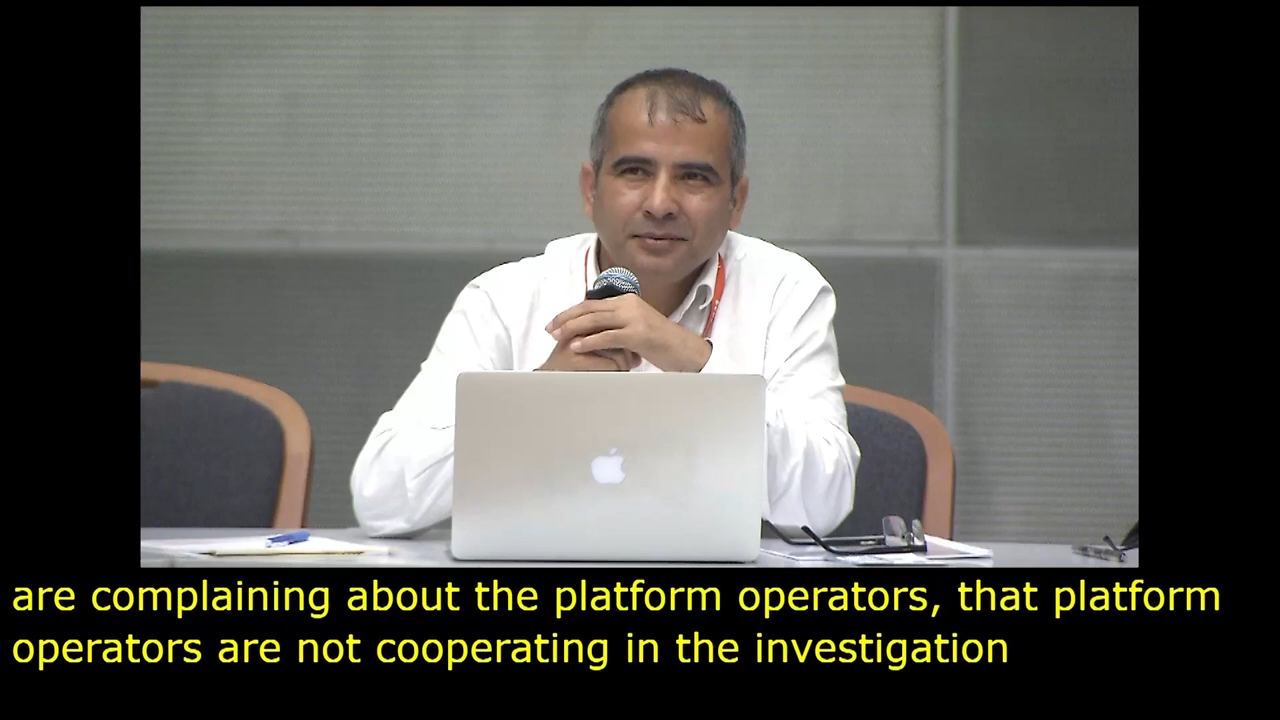 are complaining about the platform operators, that platform
operators are not cooperating in the investigation